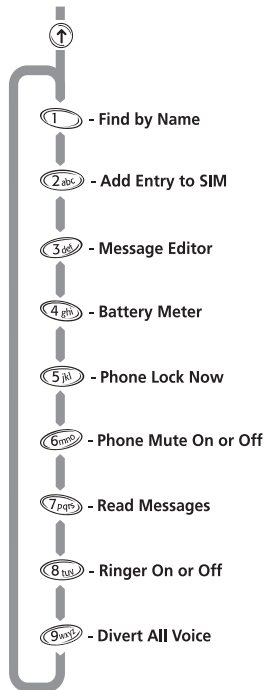 1 - Find by Name
2abc - Add Entry to SIM
3def - Message Editor
4ghi - Battery Meter
5jkl - Phone Lock Now
6mno - Phone Mute On or Off
7pqrs - Read Messages
8tuv - Ringer On or Off
9wxyz - Divert All Voice